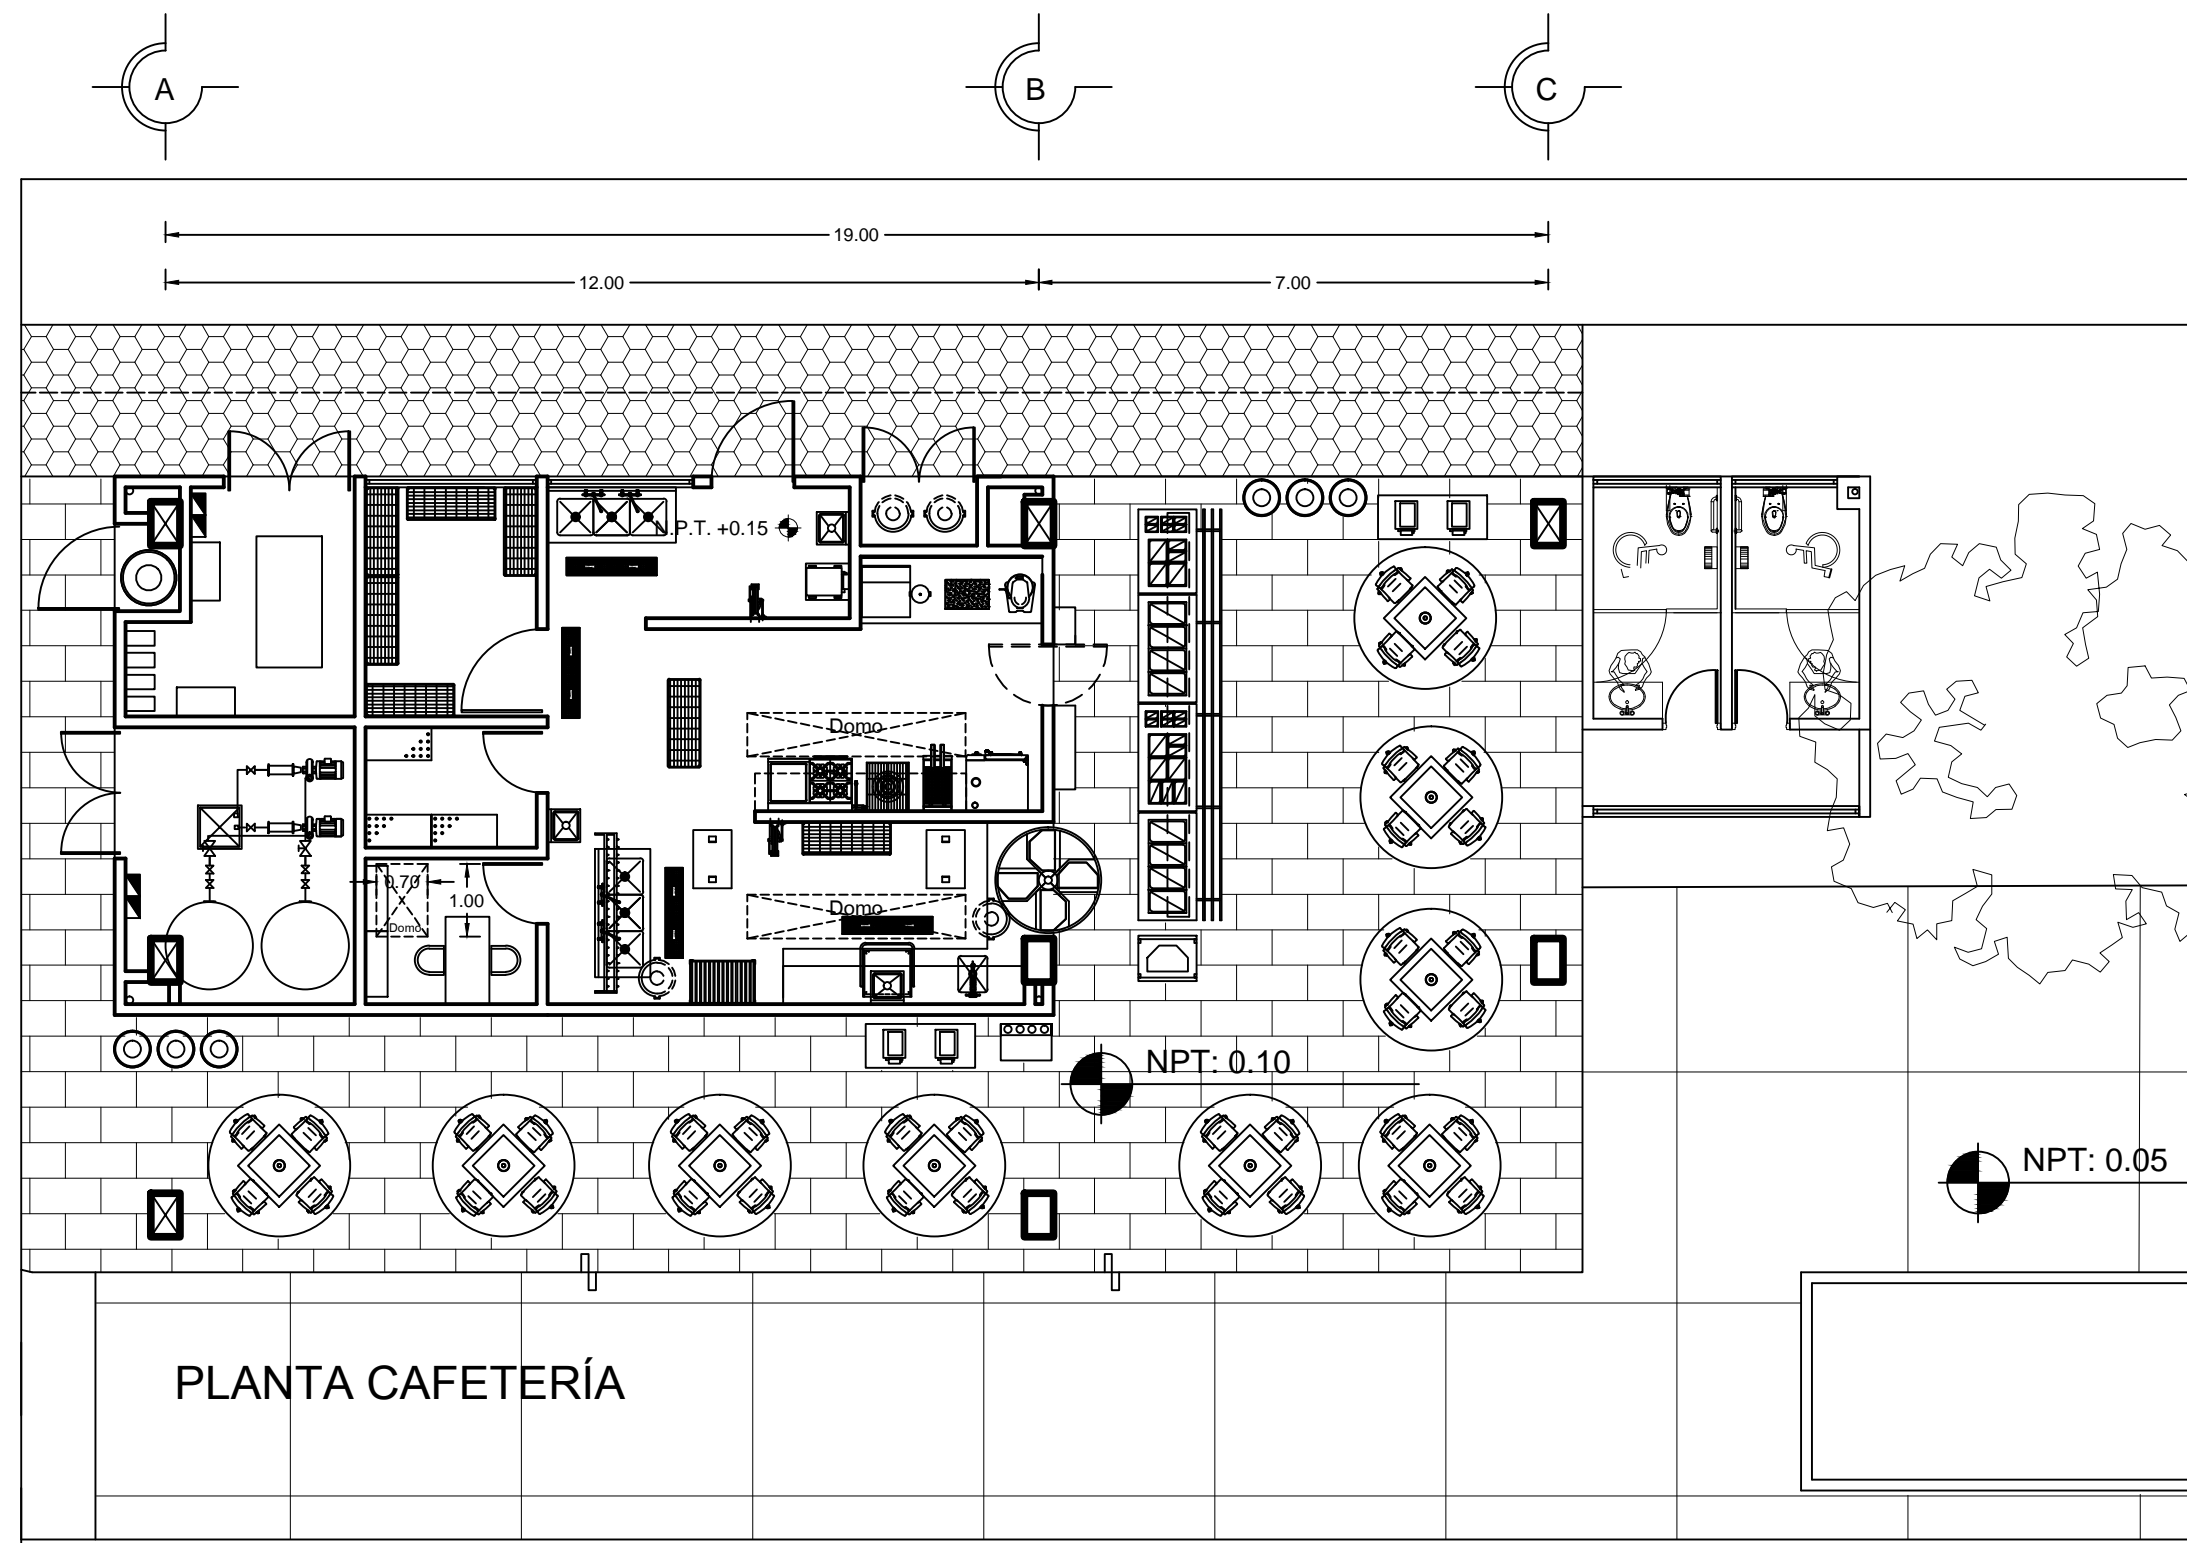 A
B
C
19.00
12.00
7.00
N.P.T. +0.15
Domo
0.70
1.00
Domo
Domo
NPT: 0.10
NPT: 0.05
PLANTA CAFETERÍA